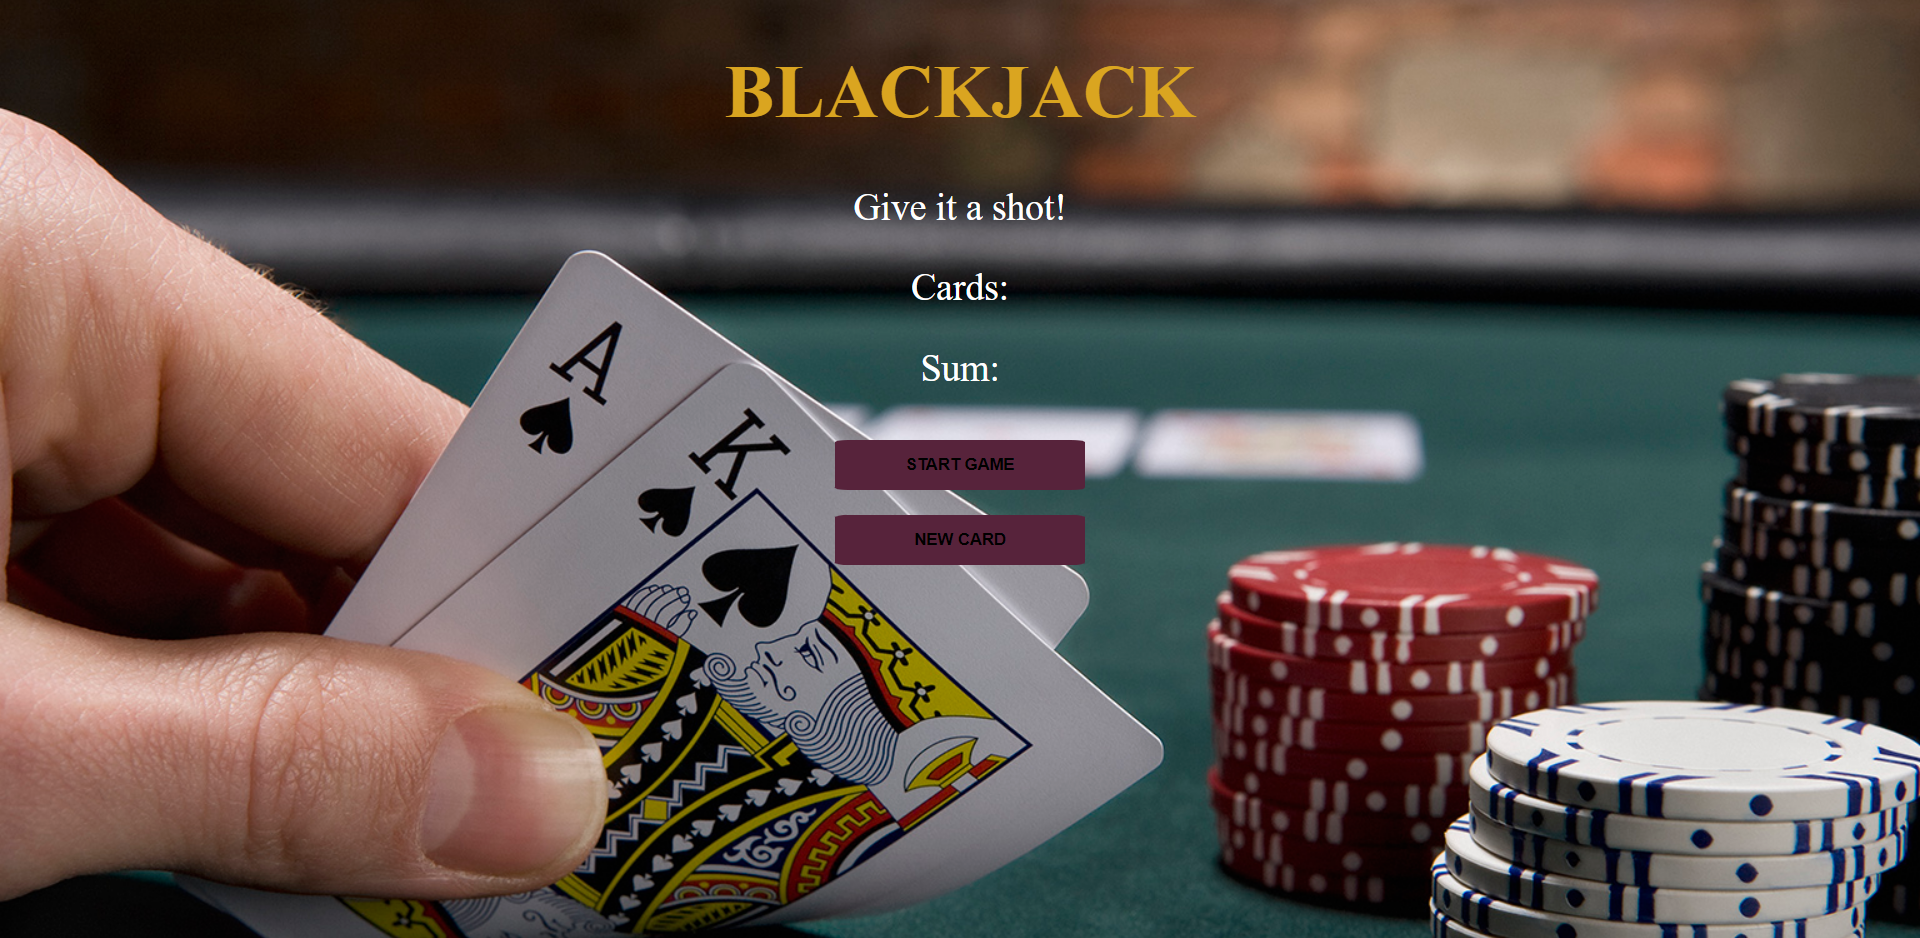 BLACKJACK
Give it a shot!
Cards:
Sum:
A
K
START GAME
NEW CARD